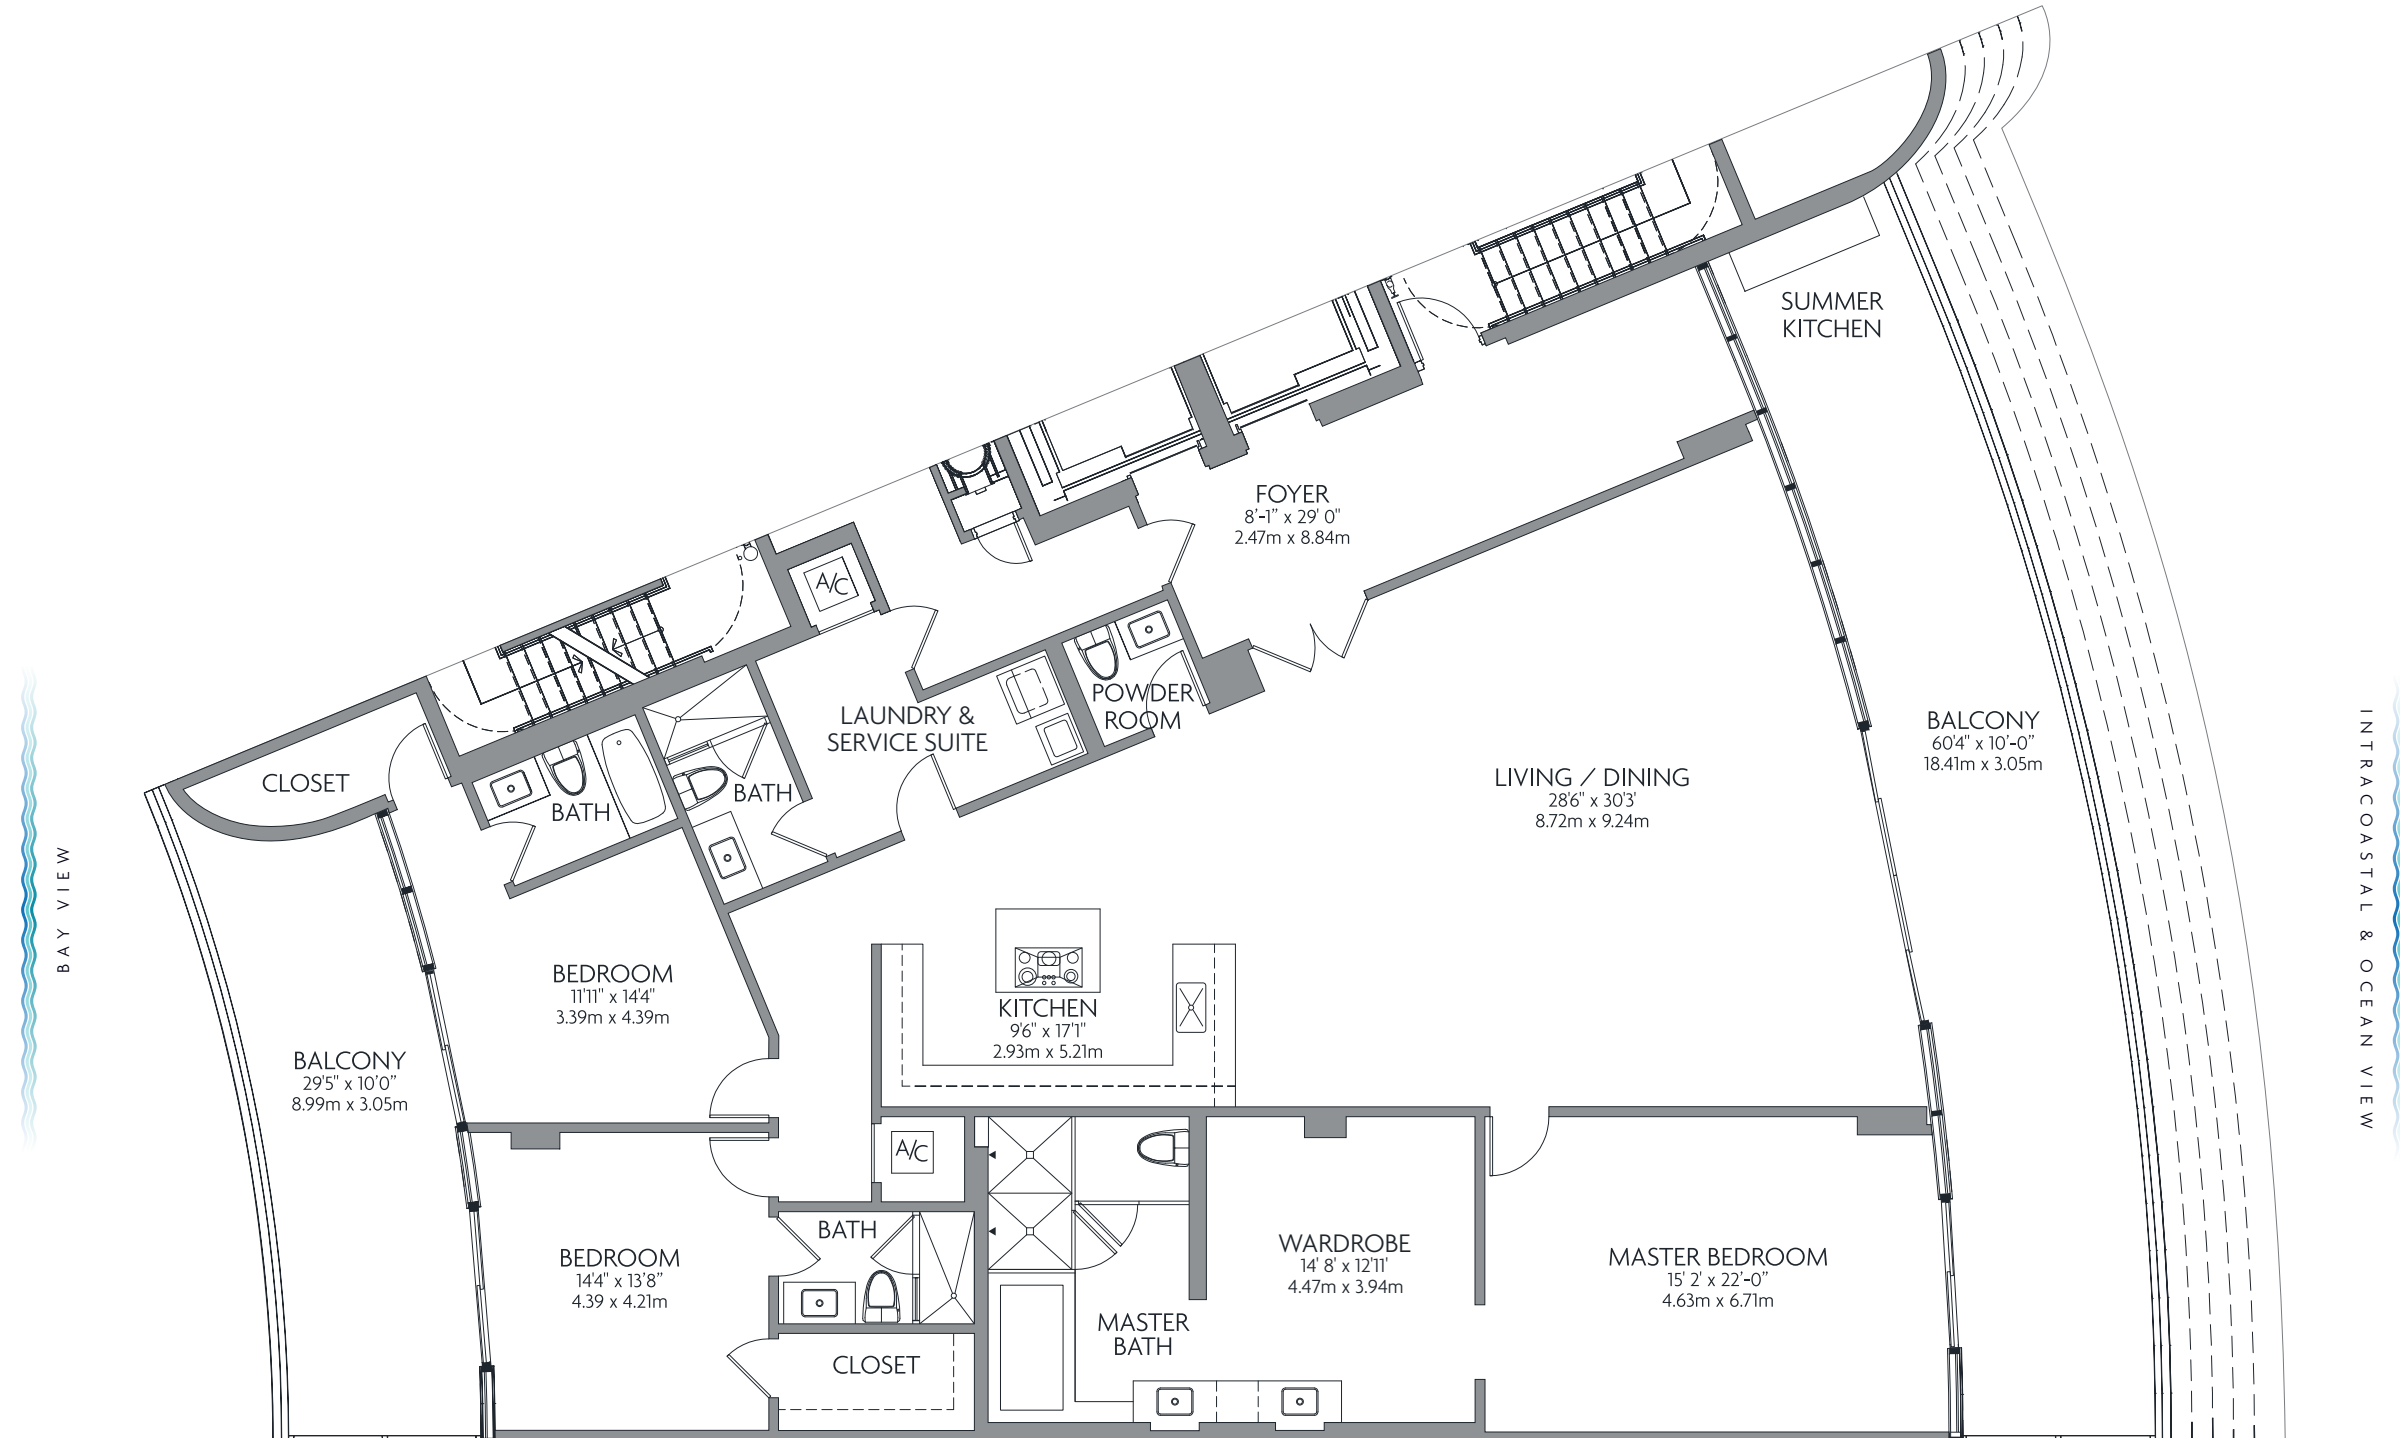 SUMMER
KITCHEN
FOYER
8'-1" x 29' 0"
2.47m x 8.84m
A/C
POWDER
ROOM
LAUNDRY &
SERVICE SUITE
BALCONY
60'4" x 10'-0"
18.41m x 3.05m
CLOSET
BATH
BATH
LIVING / DINING
28'6" x 30'3'
8.72m x 9.24m
BAY VIEW
INTRACOASTAL & OCEAN VIEW
BEDROOM
11'11" x 14'4"
3.39m x 4.39m
KITCHEN
9'6" x 17'1"
2.93m x 5.21m
BALCONY
29'5" x 10'0"
8.99m x 3.05m
A/C
BATH
BEDROOM
14'4" x 13'8"
4.39 x 4.21m
WARDROBE
14' 8' x 12'11'
4.47m x 3.94m
MASTER BEDROOM
15' 2' x 22'-0"
4.63m x 6.71m
MASTER
BATH
CLOSET